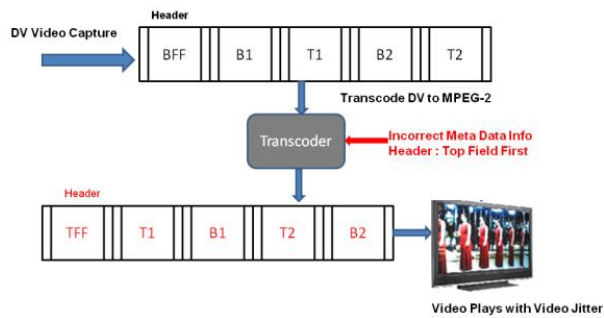 Header
DV Video Capture
BFF B1 T1 B2 T2
Transcode DV to MPEG-2
Transcoder
Incorrect Meta Data Info
Header : Top Field First
Header
TFF T1 B1 T2 B2
Video Plays with Video Jitter